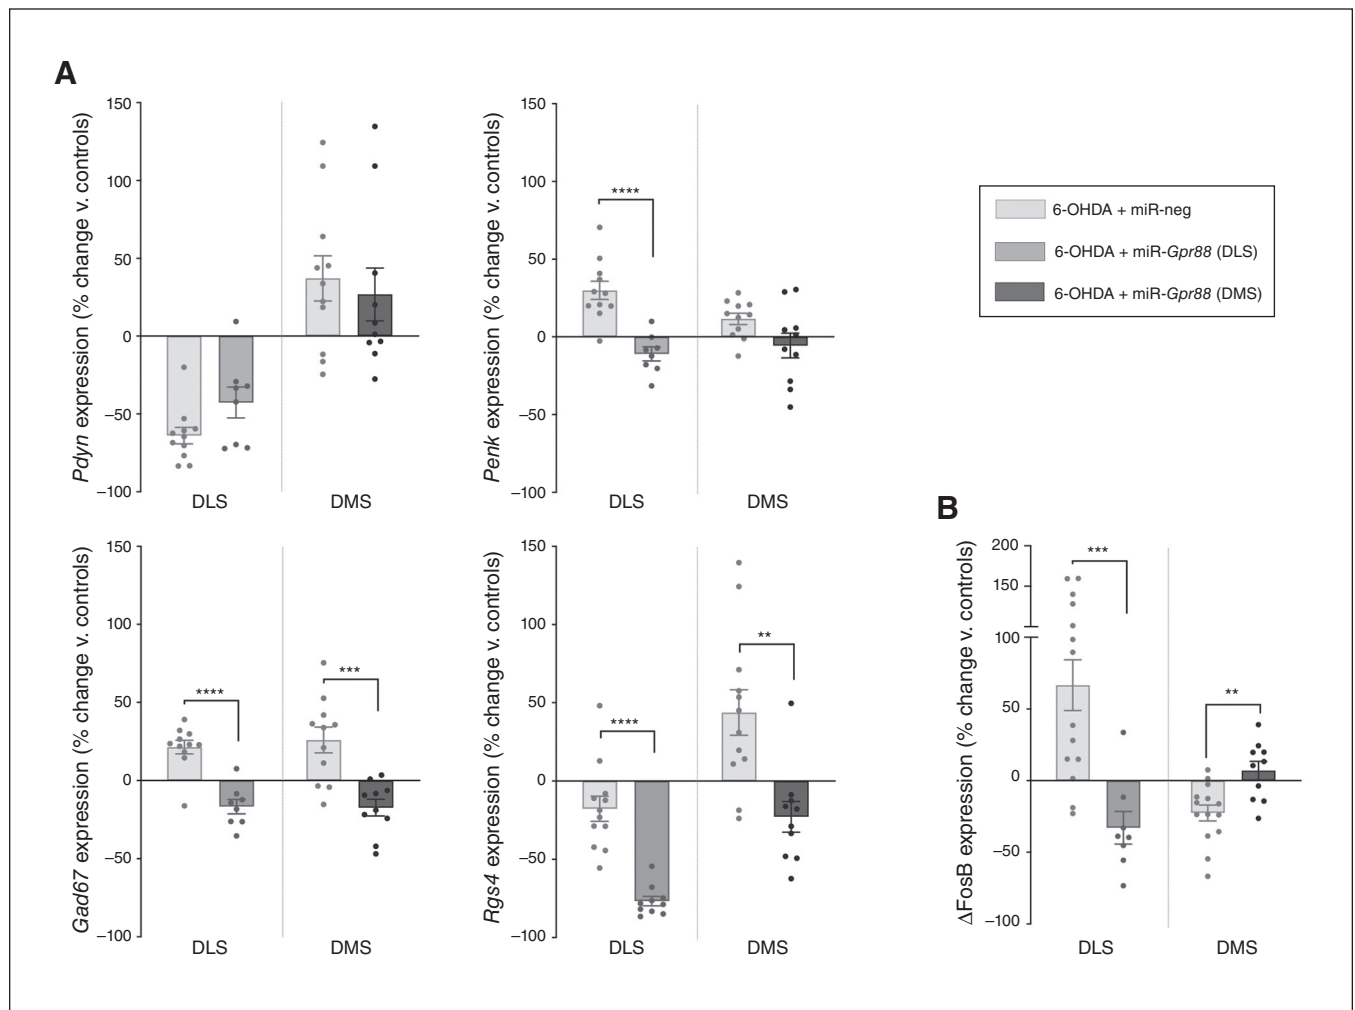 A
Pdyn expression (% change v. controls)
150
100
50
0
−50
−100
DLS
DMS
Penk expression (% change v. controls)
150
100
50
0
−50
−100
****
DLS
DMS
6-OHDA + miR-neg
6-OHDA + miR-Gpr88 (DLS)
6-OHDA + miR-Gpr88 (DMS)
Gad67 expression (% change v. controls)
150
100
50
0
−50
−100
****
***
DLS
DMS
Rgs4 expression (% change v. controls)
150
100
50
0
−50
−100
****
**
DLS
DMS
B
ΔFosB expression (% change v. controls)
200
150
100
50
0
−50
−100
***
**
DLS
DMS